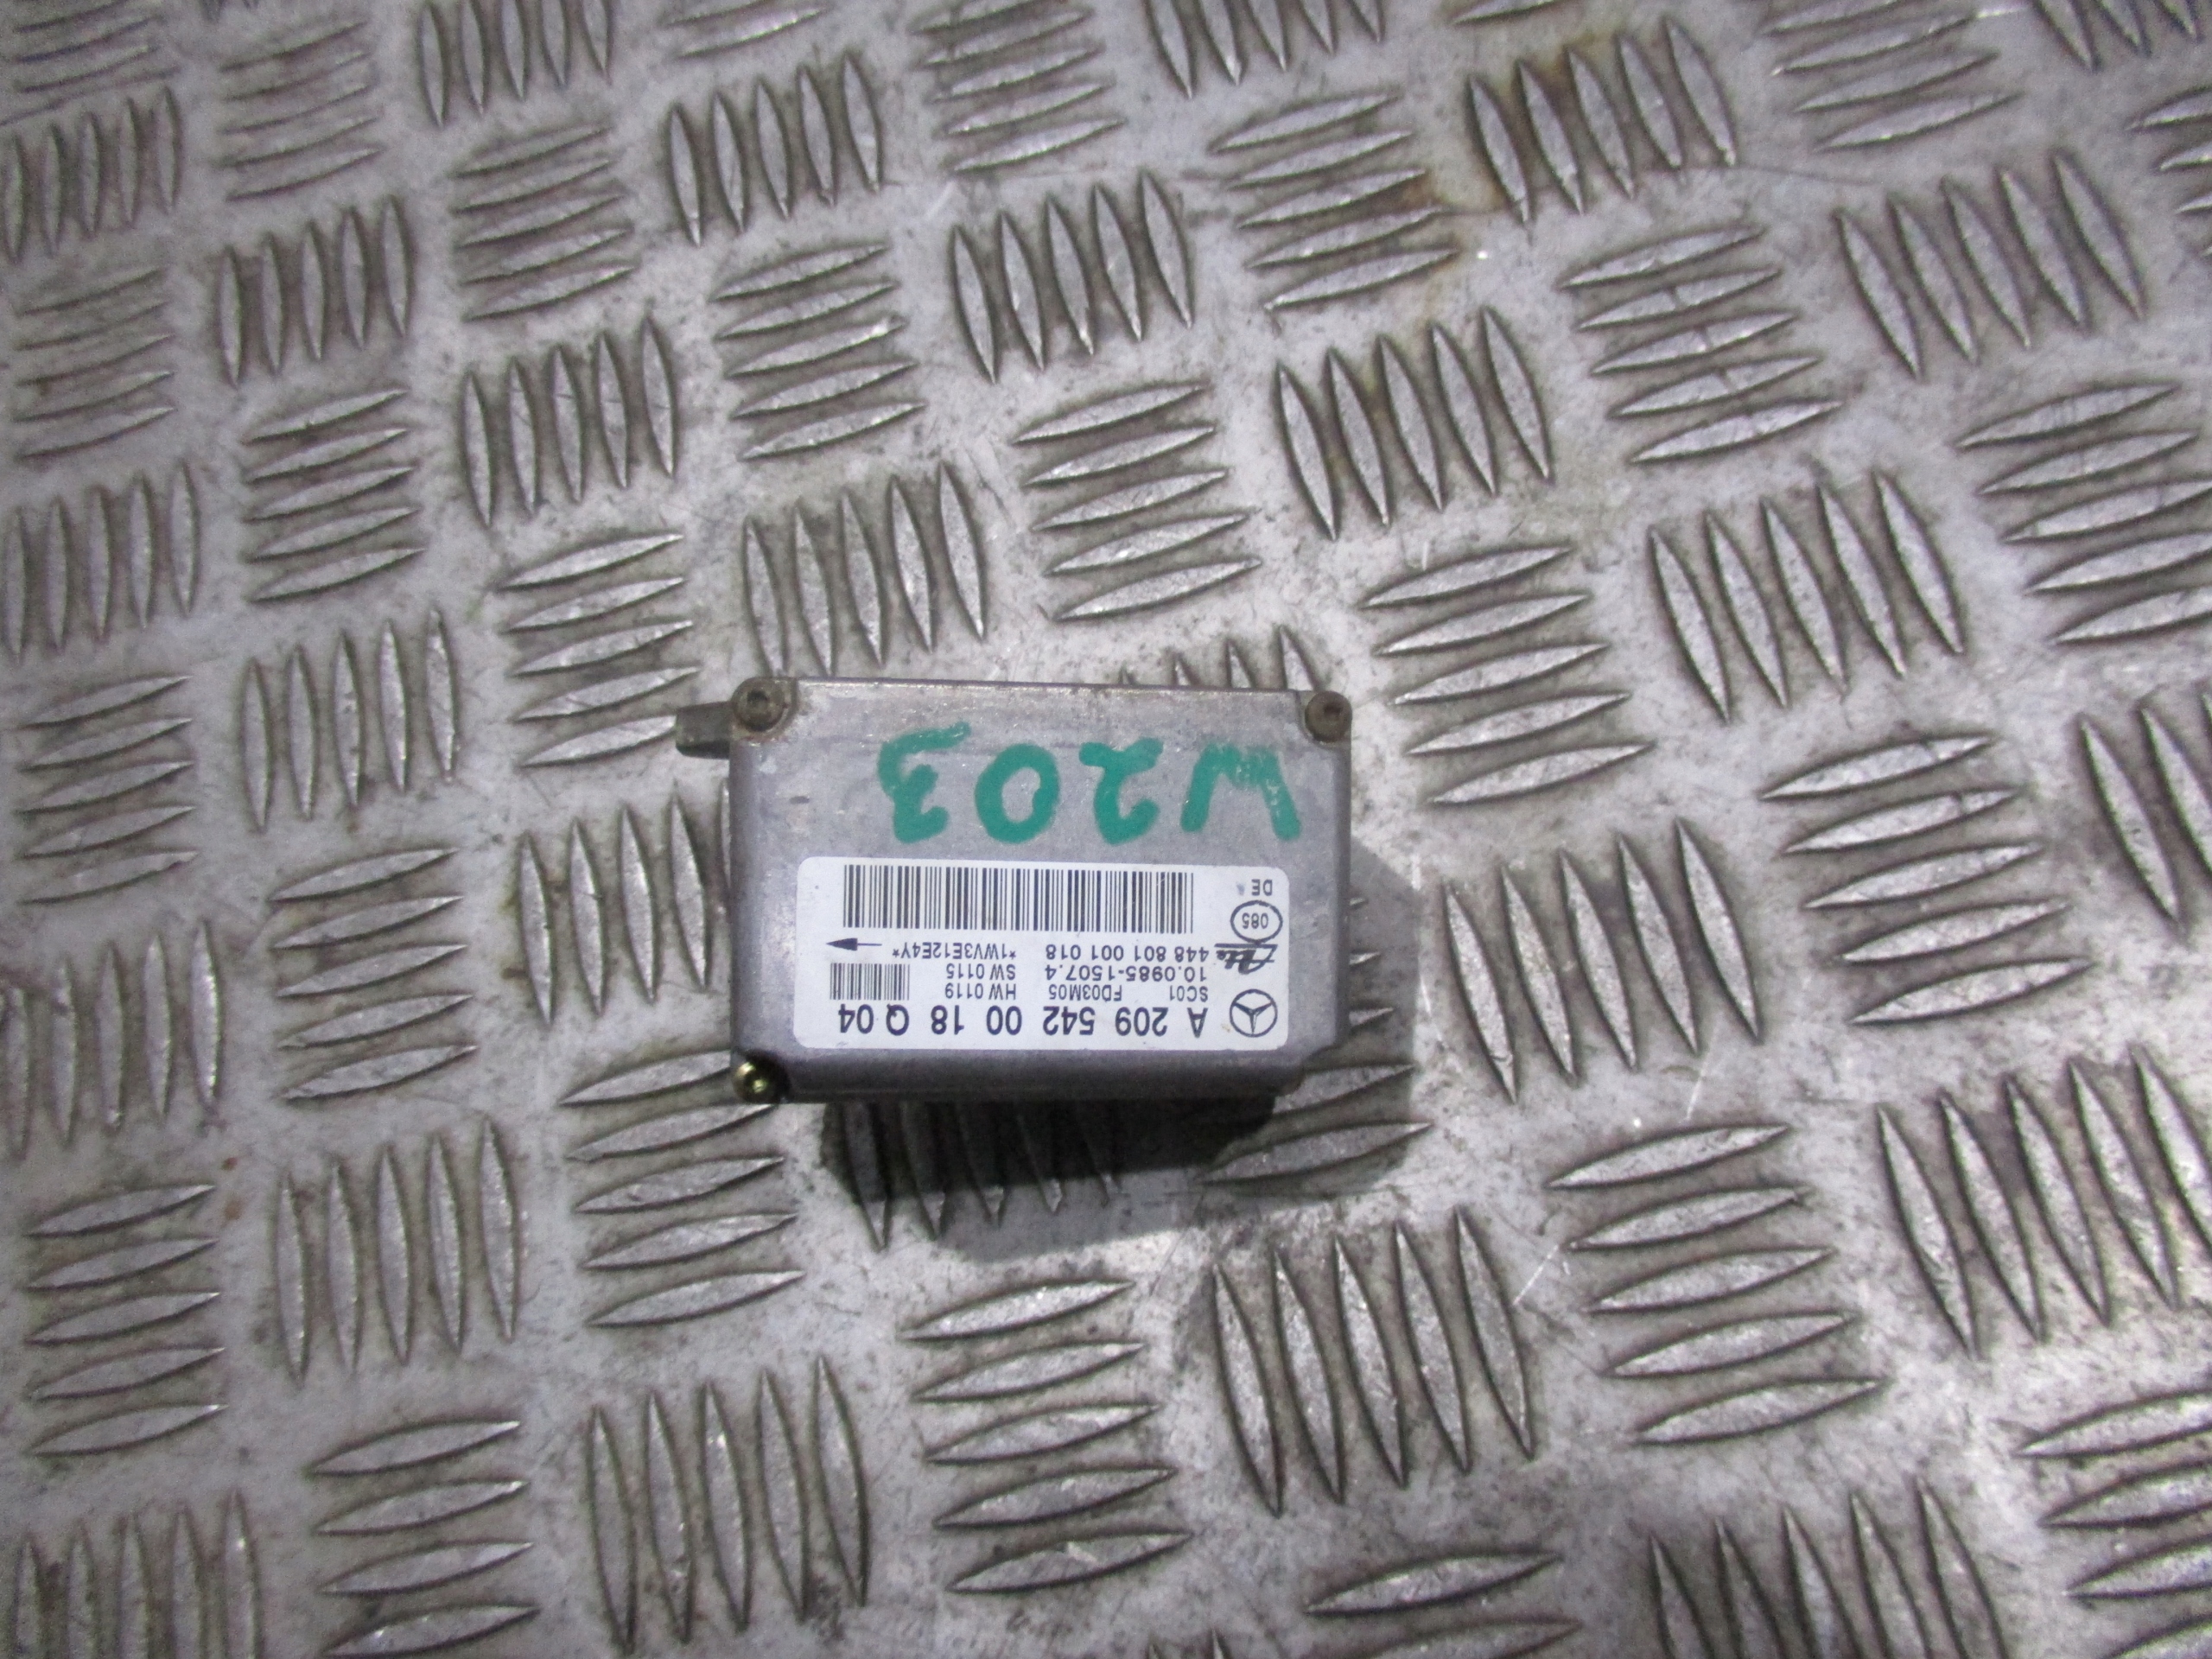 A 209 542 00 18 Q 04
SC01 FD03M05 HW 0119
10.0985-1507.4 SW 0115
Ate 448 801 001 018 *1WV3E12E4Y*
085
DE
W203